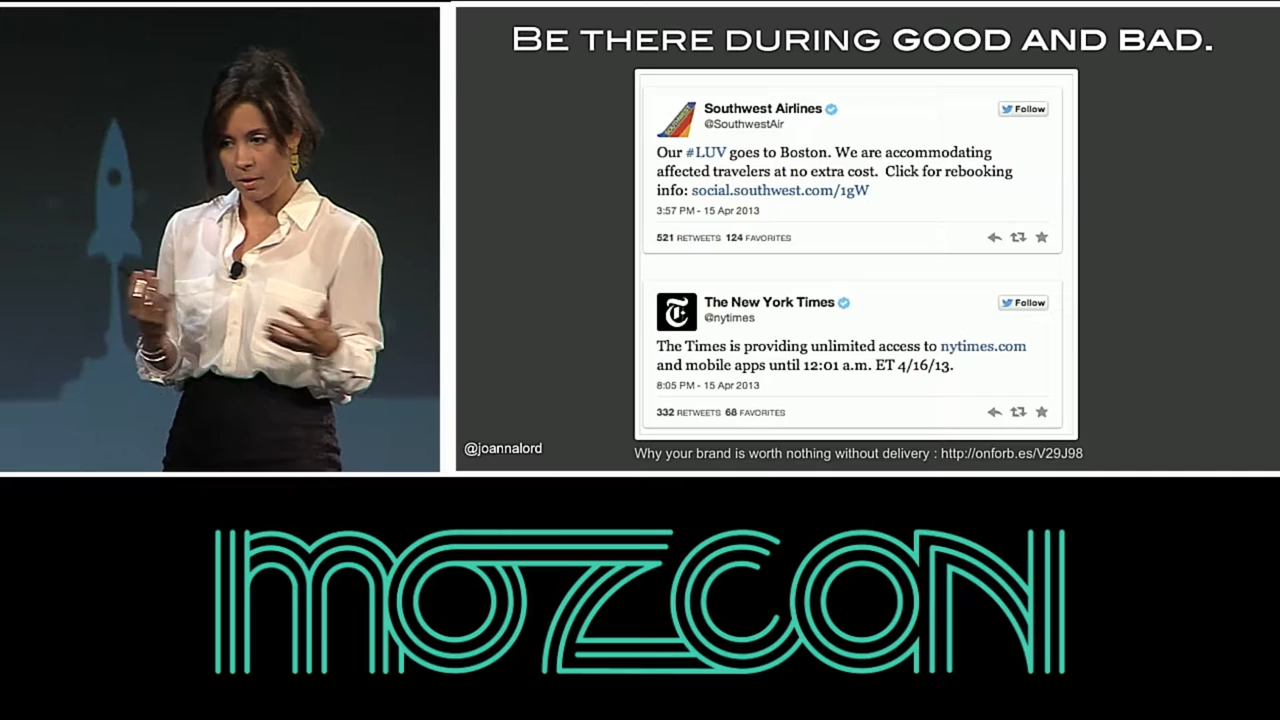 BE THERE DURING GOOD AND BAD.
Southwest Airlines
Follow
@SouthwestAir
Our #LUV goes to Boston. We are accommodating
affected travelers at no extra cost. Click for rebooking
info: social.southwest.com/1gW
3:57 PM - 15 Apr 2013
521 RETWEETS 124 FAVORITES
The New York Times
Follow
@nytimes
The Times is providing unlimited access to nytimes.com
and mobile apps until 12:01 a.m. ET 4/16/13.
8:05 PM - 15 Apr 2013
332 RETWEETS 68 FAVORITES
@joannalord
Why your brand is worth nothing without delivery : http://onforb.es/V29J98
mozcon